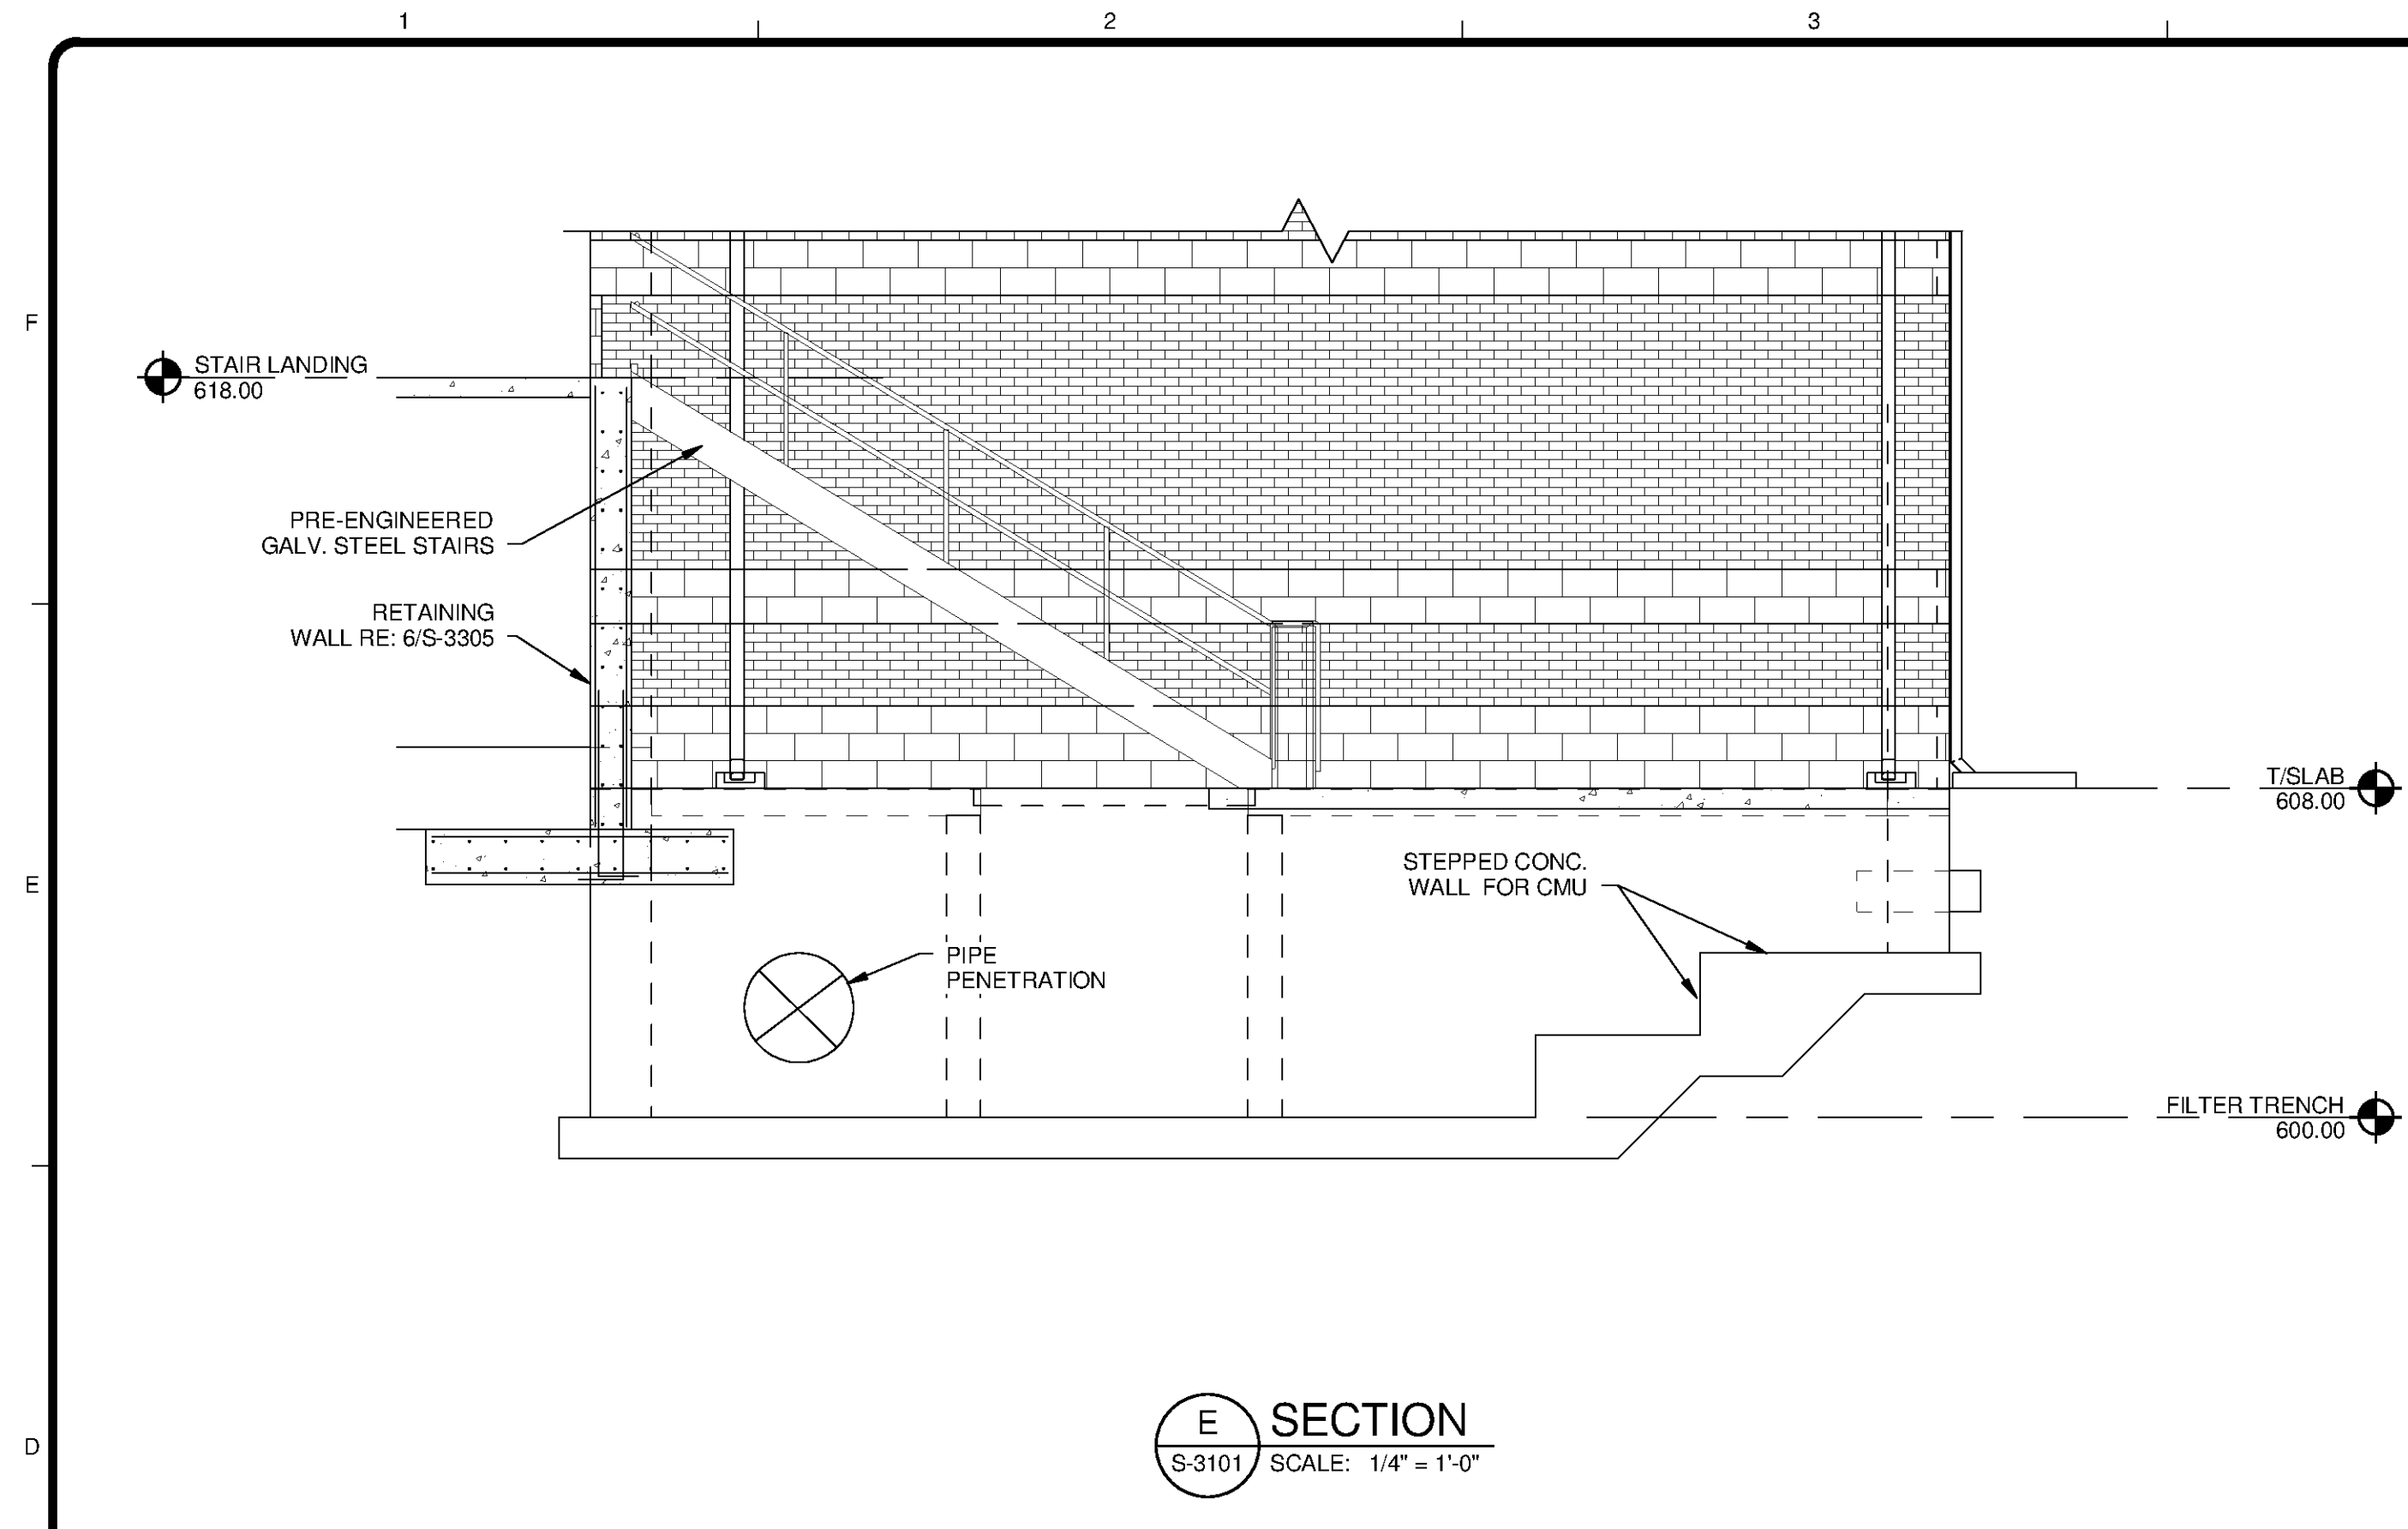 1 2 3
F
STAIR LANDING
618.00
PRE-ENGINEERED
GALV. STEEL STAIRS
RETAINING
WALL RE: 6/S-3305
T/SLAB
608.00
E
STEPPED CONC.
WALL FOR CMU
PIPE
PENETRATION
FILTER TRENCH
600.00
D
E
S-3101
SECTION
SCALE: 1/4" = 1'-0"